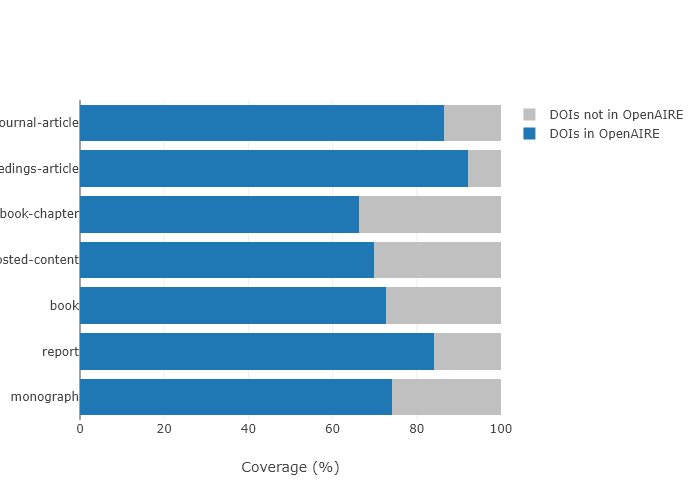 ournal-article
edings-article
book-chapter
osted-content
book
report
monograph
0 20 40 60 80 100
Coverage (%)
DOIs not in OpenAIRE
DOIs in OpenAIRE